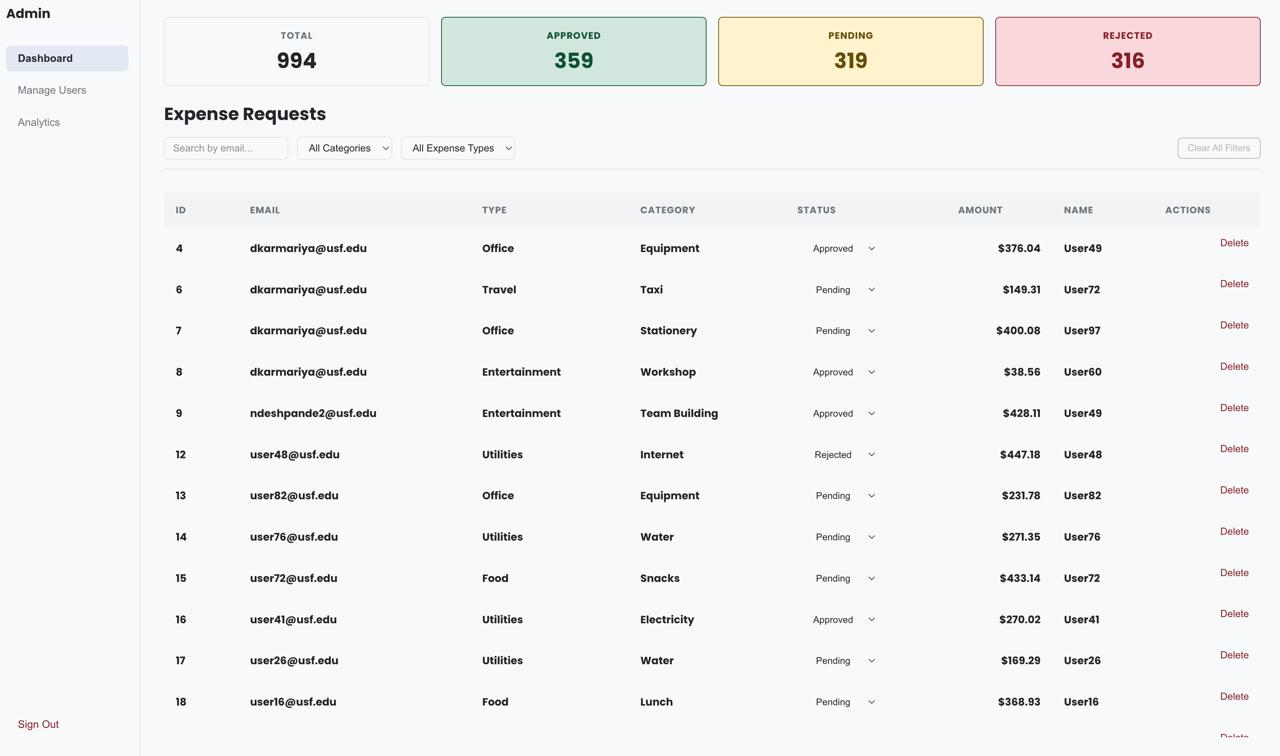 Admin
Dashboard
Manage Users
Analytics
Sign Out
TOTAL APPROVED PENDING REJECTED
994 359 319 316
Expense Requests
Search by email... All Categories All Expense Types Clear All Filters
ID EMAIL TYPE CATEGORY STATUS AMOUNT NAME ACTIONS
4 dkarmariya@usf.edu Office Equipment Approved $376.04 User49 Delete
6 dkarmariya@usf.edu Travel Taxi Pending $149.31 User72 Delete
7 dkarmariya@usf.edu Office Stationery Pending $400.08 User97 Delete
8 dkarmariya@usf.edu Entertainment Workshop Approved $38.56 User60 Delete
9 ndeshpande2@usf.edu Entertainment Team Building Approved $428.11 User49 Delete
12 user48@usf.edu Utilities Internet Rejected $447.18 User48 Delete
13 user82@usf.edu Office Equipment Pending $231.78 User82 Delete
14 user76@usf.edu Utilities Water Pending $271.35 User76 Delete
15 user72@usf.edu Food Snacks Pending $433.14 User72 Delete
16 user41@usf.edu Utilities Electricity Approved $270.02 User41 Delete
17 user26@usf.edu Utilities Water Pending $169.29 User26 Delete
18 user16@usf.edu Food Lunch Pending $368.93 User16 Delete